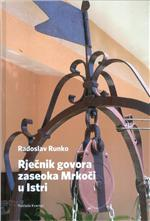 Radoslav Runko
Rječnik govora
zaseoka Mrkoči
u Istri